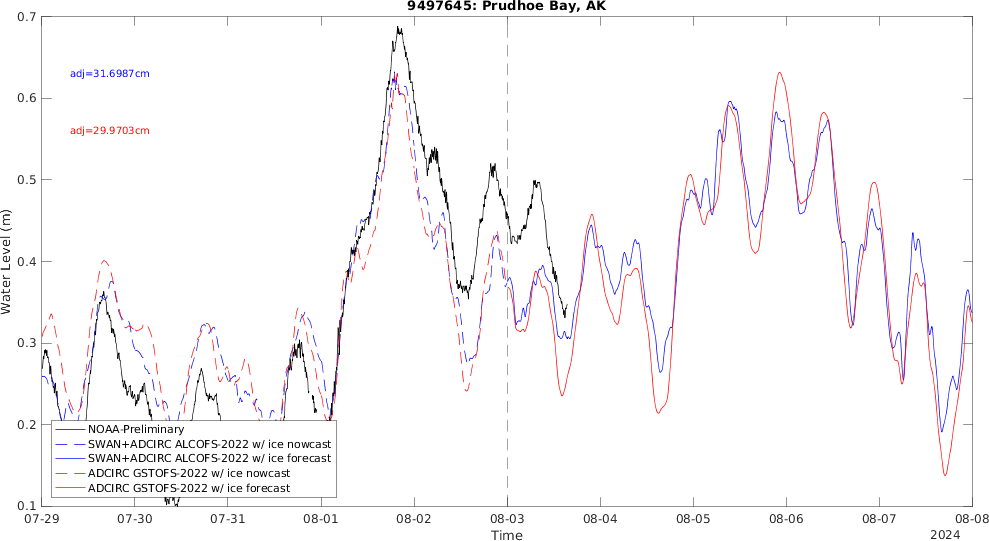 9497645: Prudhoe Bay, AK
0.7
0.6
0.5
0.4
0.3
0.2
0.1
Water Level (m)
adj=31.6987cm
adj=29.9703cm
NOAA-Preliminary
SWAN+ADCIRC ALCOFS-2022 w/ ice nowcast
SWAN+ADCIRC ALCOFS-2022 w/ ice forecast
ADCIRC GSTOFS-2022 w/ ice nowcast
ADCIRC GSTOFS-2022 w/ ice forecast
07-29 07-30 07-31 08-01 08-02 08-03 08-04 08-05 08-06 08-07 08-08
Time
2024